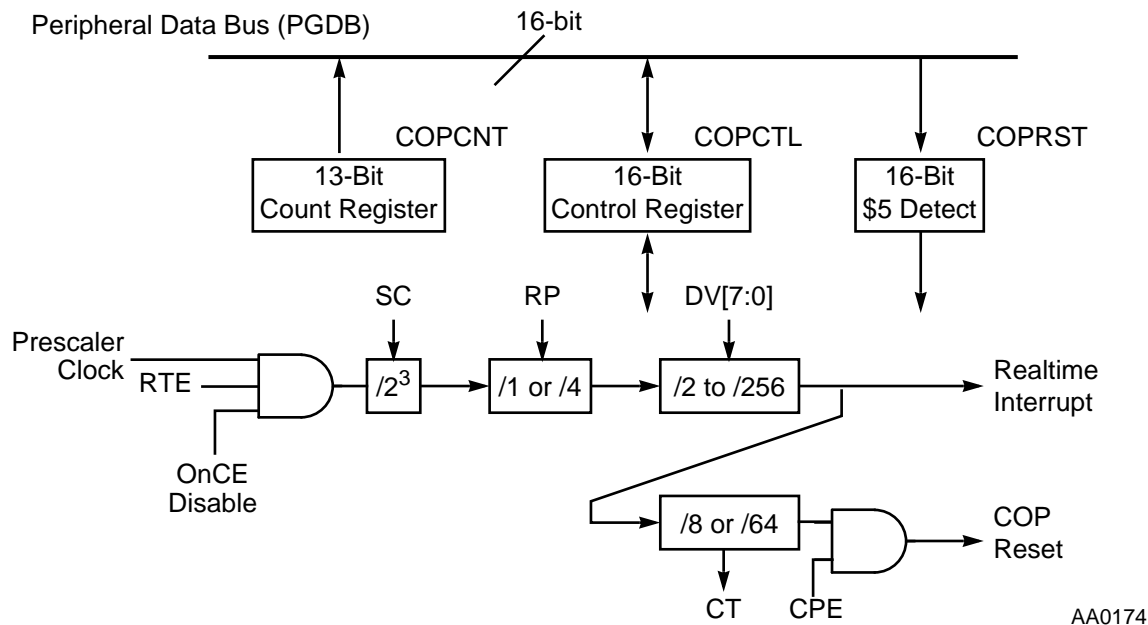 Peripheral Data Bus (PGDB)
16-bit
COPCNT
COPCTL
COPRST
13-Bit
Count Register
16-Bit
Control Register
16-Bit
$5 Detect
SC
RP
DV[7:0]
Prescaler
Clock
RTE
OnCE
Disable
/2³
/1 or /4
/2 to /256
Realtime
Interrupt
/8 or /64
CT
CPE
COP
Reset
AA0174